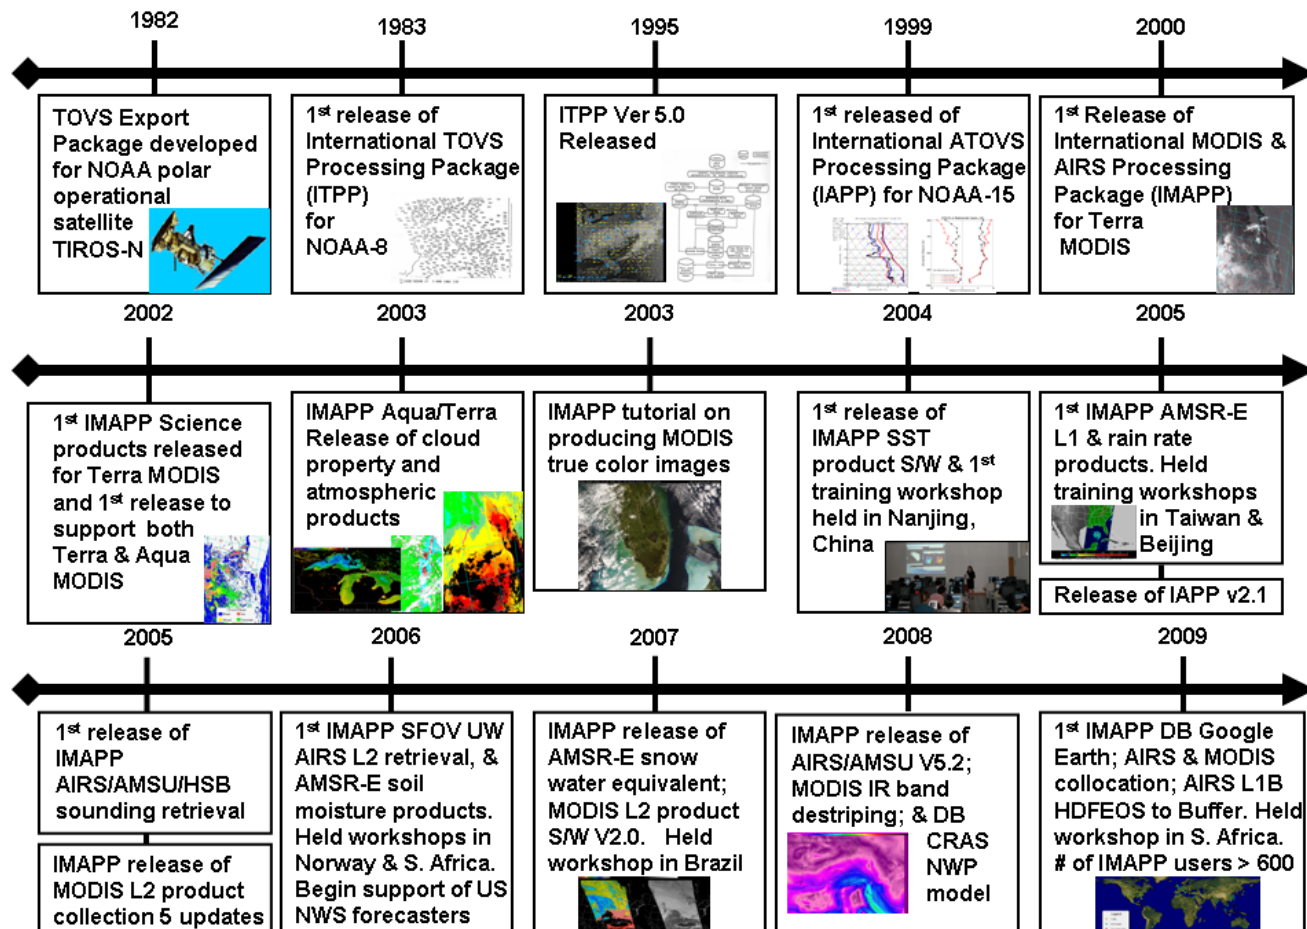 1982
1983
1995
1999
2000
TOVS Export
Package developed
for NOAA polar
operational
satellite
TIROS-N
1st release of
International TOVS
Processing Package
(ITPP)
for
NOAA-8
ITPP Ver 5.0
Released
1st released of
International ATOVS
Processing Package
(IAPP) for NOAA-15
1st Release of
International MODIS &
AIRS Processing
Package (IMAPP)
for Terra
MODIS
2002
2003
2003
2004
2005
1st IMAPP Science
products released
for Terra MODIS
and 1st release to
support both
Terra & Aqua
MODIS
IMAPP Aqua/Terra
Release of cloud
property and
atmospheric
products
IMAPP tutorial on
producing MODIS
true color images
1st release of
IMAPP SST
product S/W & 1st
training workshop
held in Nanjing,
China
1st IMAPP AMSR-E
L1 & rain rate
products. Held
training workshops
in Taiwan &
Beijing
Release of IAPP v2.1
2005
2006
2007
2008
2009
1st release of
IMAPP
AIRS/AMSU/HSB
sounding retrieval
IMAPP release of
MODIS L2 product
collection 5 updates
1st IMAPP SFOV UW
AIRS L2 retrieval, &
AMSR-E soil
moisture products.
Held workshops in
Norway & S. Africa.
Begin support of US
NWS forecasters
IMAPP release of
AMSR-E snow
water equivalent;
MODIS L2 product
S/W V2.0. Held
workshop in Brazil
IMAPP release of
AIRS/AMSU V5.2;
MODIS IR band
destriping; & DB
CRAS
NWP
model
1st IMAPP DB Google
Earth; AIRS & MODIS
collocation; AIRS L1B
HDFEOS to Buffer. Held
workshop in S. Africa.
# of IMAPP users > 600